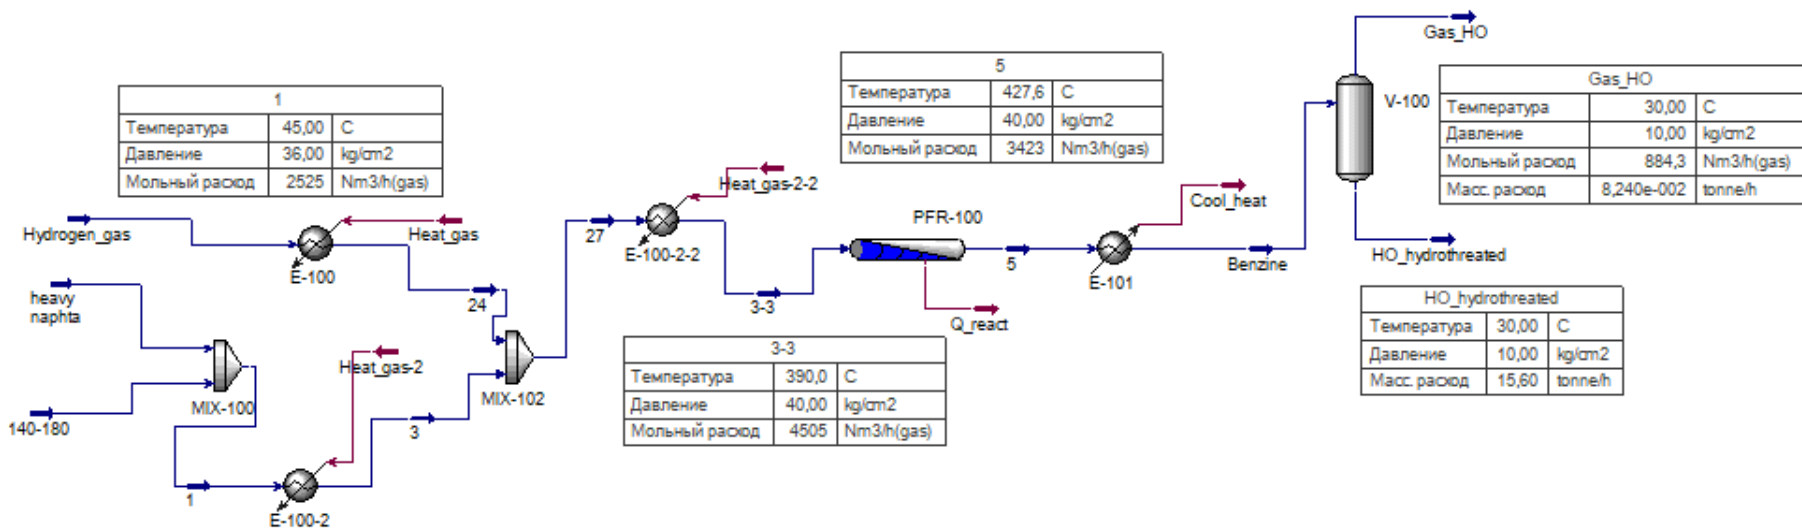 Gas_HO
5
Температура 427,6 C
Давление 40,00 kg/cm2
Мольный расход 3423 Nm3/h(gas)
V-100
Gas_HO
Температура 30,00 C
Давление 10,00 kg/cm2
Мольный расход 884,3 Nm3/h(gas)
Масс. расход 8,240e-002 tonne/h
1
Температура 45,00 C
Давление 36,00 kg/cm2
Мольный расход 2525 Nm3/h(gas)
Heat_gas-2-2
Cool_heat
Hydrogen_gas
Heat_gas
27
PFR-100
E-100
E-100-2-2
5
E-101
Benzine
HO_hydrothreated
heavy
naphta
24
3-3
Q_react
HO_hydrothreated
Температура 30,00 C
Давление 10,00 kg/cm2
Масс. расход 15,60 tonne/h
3-3
Температура 390,0 C
Давление 40,00 kg/cm2
Мольный расход 4505 Nm3/h(gas)
Heat_gas-2
MIX-100
MIX-102
140-180
3
1
E-100-2